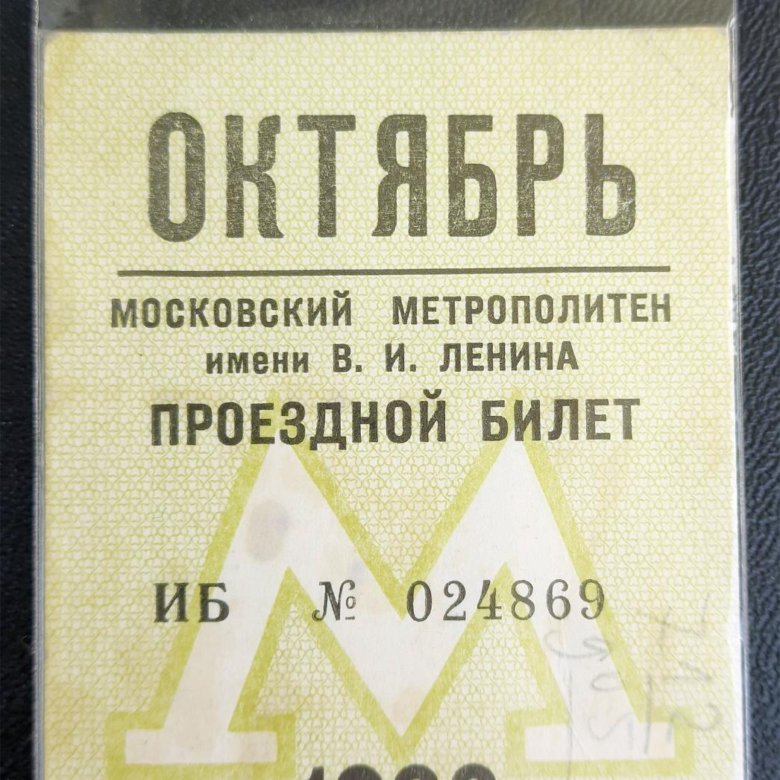 ОКТЯБРЬ
МОСКОВСКИЙ МЕТРОПОЛИТЕН
имени В. И. ЛЕНИНА
ПРОЕЗДНОЙ БИЛЕТ
М
ИБ № 024869